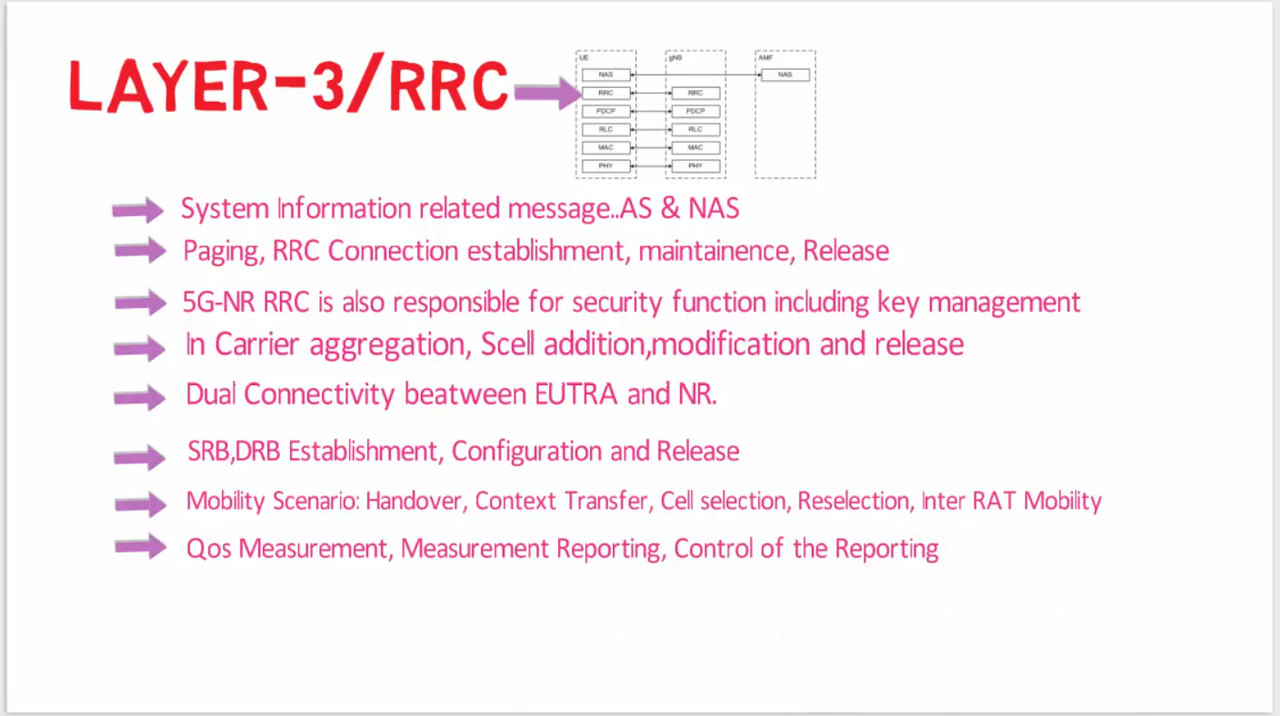 LAYER-3/RRC
UE gNB AMF
NAS NAS
RRC RRC
PDCP PDCP
RLC RLC
MAC MAC
PHY PHY
System Information related message..AS & NAS
Paging, RRC Connection establishment, maintainence, Release
5G-NR RRC is also responsible for security function including key management
In Carrier aggregation, Scell addition,modification and release
Dual Connectivity beatween EUTRA and NR.
SRB,DRB Establishment, Configuration and Release
Mobility Scenario: Handover, Context Transfer, Cell selection, Reselection, Inter RAT Mobility
Qos Measurement, Measurement Reporting, Control of the Reporting